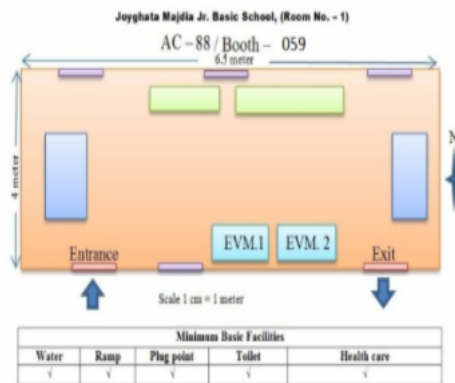 Joyghata Majdia Jr. Basic School, (Room No. - 1)
AC - 88 / Booth - 059
6.5 meter
4 meter
N
EVM.1 EVM. 2
Entrance Exit
Scale 1 cm = 1 meter
Minimum Basic Facilities
Water Ramp Plug point Toilet Health care
√ √ √ √ √